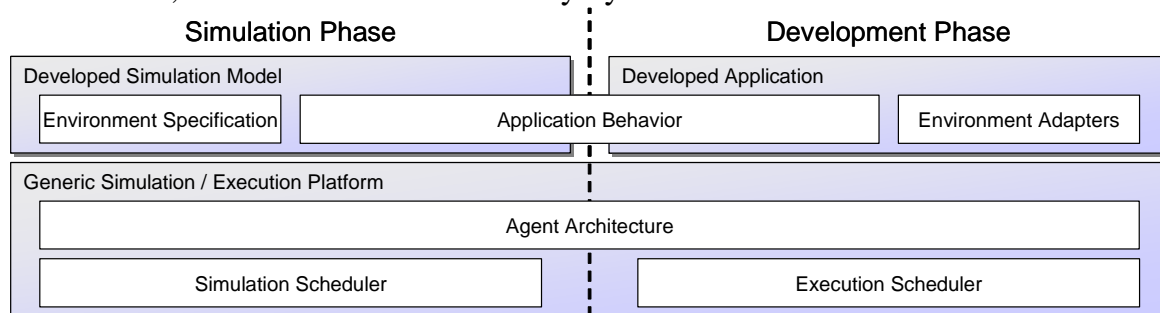 Simulation Phase
Development Phase
Developed Simulation Model
Developed Application
Environment Specification
Application Behavior
Environment Adapters
Generic Simulation / Execution Platform
Agent Architecture
Simulation Scheduler
Execution Scheduler